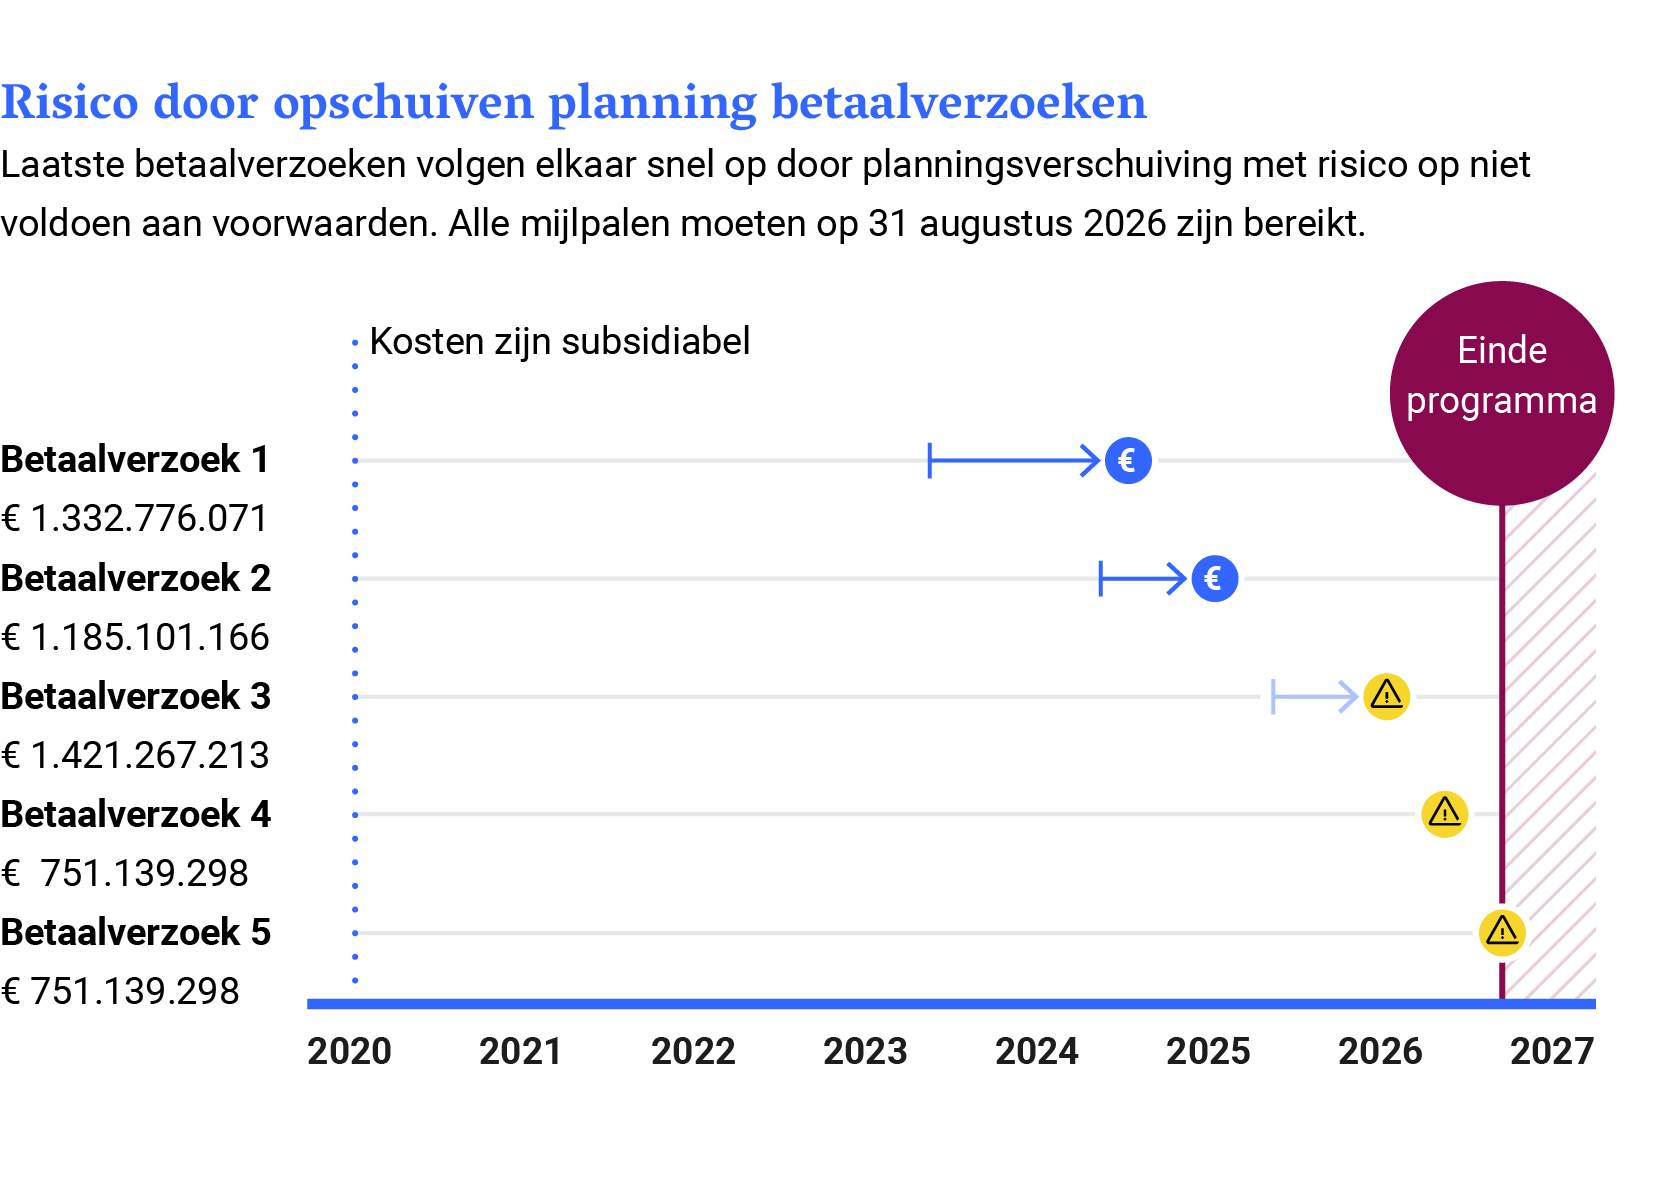 Risico door opschuiven planning betaalverzoeken
Laatste betaalverzoeken volgen elkaar snel op door planningsverschuiving met risico op niet
voldoen aan voorwaarden. Alle mijlpalen moeten op 31 augustus 2026 zijn bereikt.
Kosten zijn subsidiabel
Einde
programma
Betaalverzoek 1
€
€ 1.332.776.071
Betaalverzoek 2
€
€ 1.185.101.166
Betaalverzoek 3
€ 1.421.267.213
Betaalverzoek 4
€  751.139.298
Betaalverzoek 5
€ 751.139.298
2020 2021 2022 2023 2024 2025 2026 2027